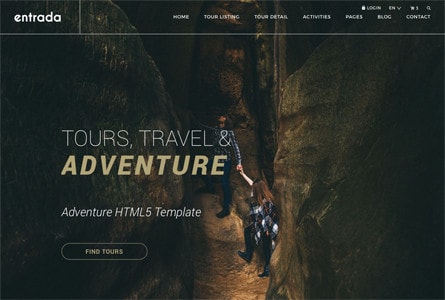 entrada
LOGIN EN 1
HOME TOUR LISTING TOUR DETAIL ACTIVITIES PAGES BLOG CONTACT
TOURS, TRAVEL &
ADVENTURE
Adventure HTML5 Template
FIND TOURS